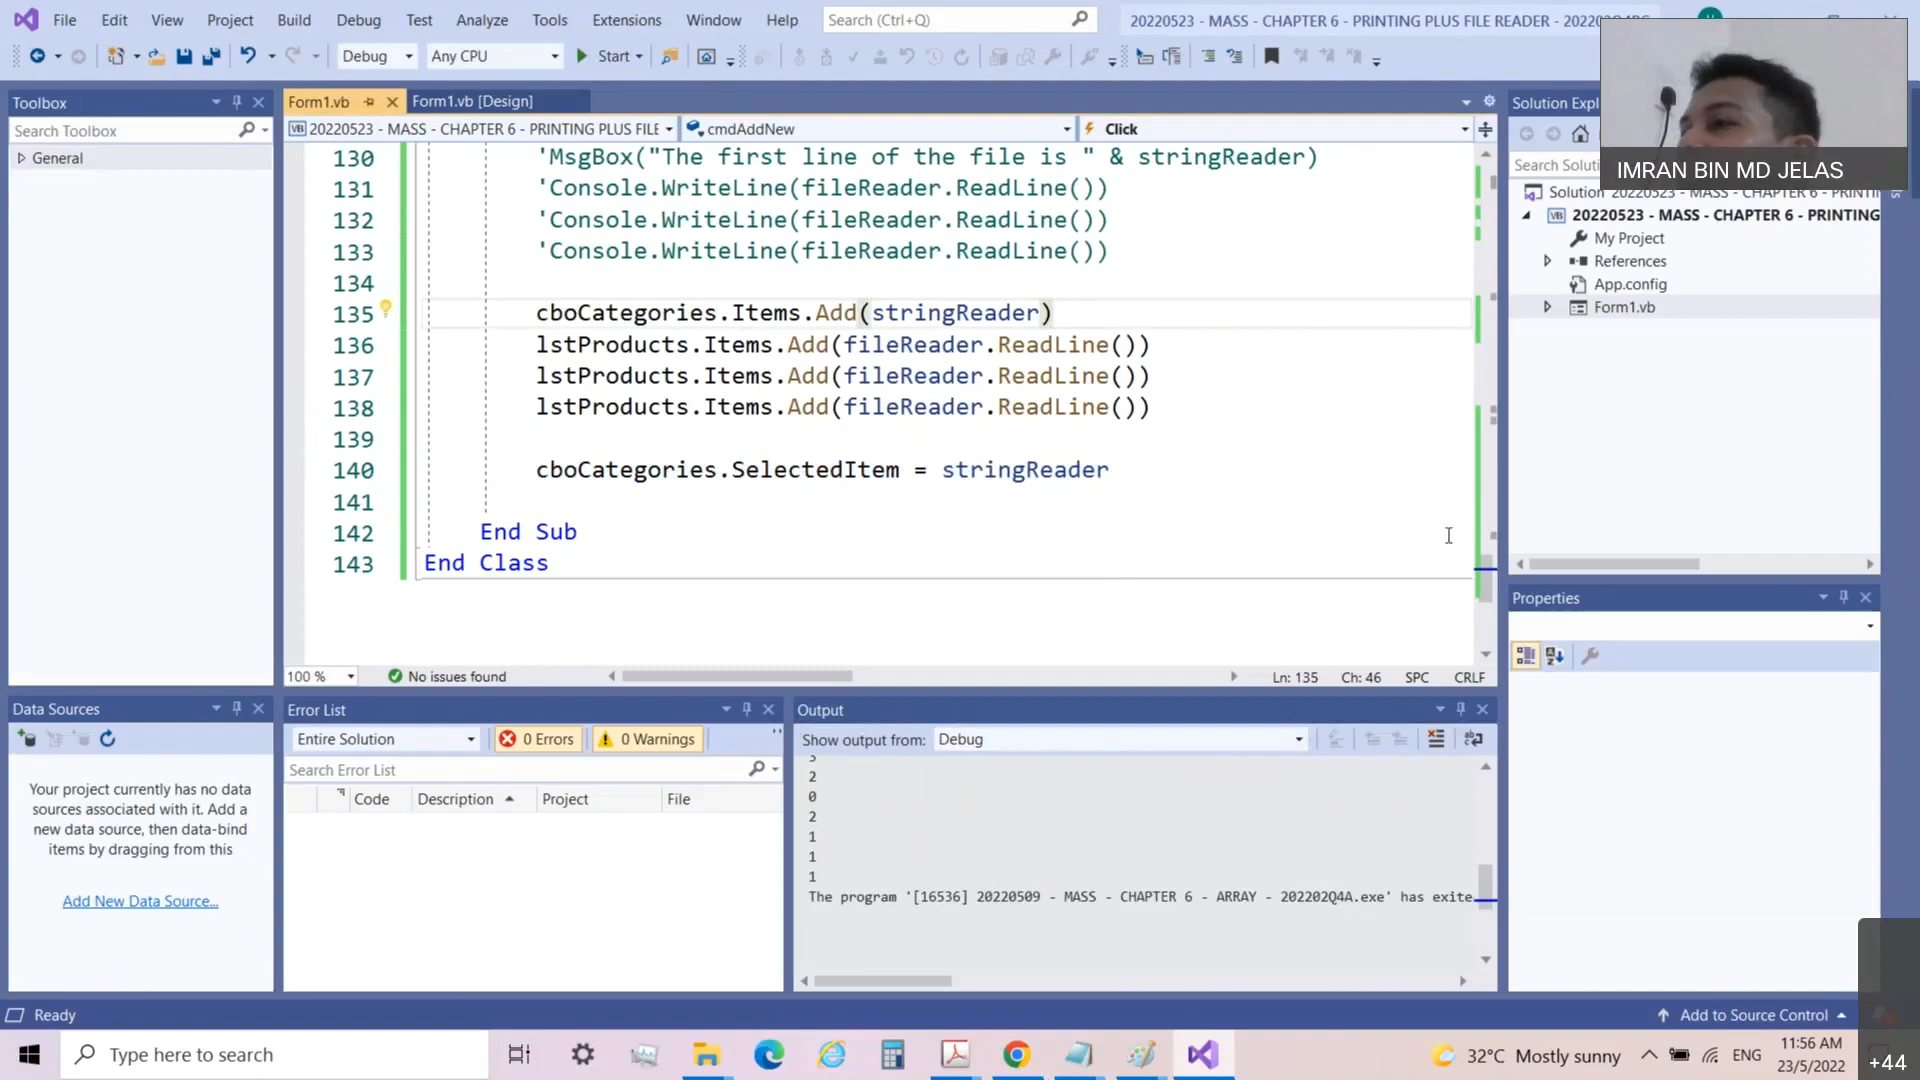 File Edit View Project Build Debug Test Analyze Tools Extensions Window Help Search (Ctrl+Q) 20220523 - MASS - CHAPTER 6 - PRINTING PLUS FILE READER -
Debug Any CPU Start
Toolbox
Search Toolbox
General
Form1.vb Form1.vb [Design]
20220523 - MASS - CHAPTER 6 - PRINTING PLUS FILE cmdAddNew Click
130 'MsgBox("The first line of the file is " & stringReader)
131 'Console.WriteLine(fileReader.ReadLine())
132 'Console.WriteLine(fileReader.ReadLine())
133 'Console.WriteLine(fileReader.ReadLine())
134
135 cboCategories.Items.Add(stringReader)
136 lstProducts.Items.Add(fileReader.ReadLine())
137 lstProducts.Items.Add(fileReader.ReadLine())
138 lstProducts.Items.Add(fileReader.ReadLine())
139
140 cboCategories.SelectedItem = stringReader
141
142 End Sub
143 End Class
100 % No issues found Ln: 135 Ch: 46 SPC CRLF
Solution Expl
Search Soluti
IMRAN BIN MD JELAS
Solution 20220523 - MASS - CHAPTER 6 - PRINTIN
20220523 - MASS - CHAPTER 6 - PRINTING
My Project
References
App.config
Form1.vb
Properties
Data Sources
Your project currently has no data
sources associated with it. Add a
new data source, then data-bind
items by dragging from this
Add New Data Source...
Error List
Entire Solution 0 Errors 0 Warnings
Search Error List
Code Description Project File
Output
Show output from: Debug
2
0
2
1
1
1
The program '[16536] 20220509 - MASS - CHAPTER 6 - ARRAY - 202202Q4A.exe' has exite
Ready Add to Source Control
Type here to search
32°C Mostly sunny ENG 11:56 AM
23/5/2022
+44